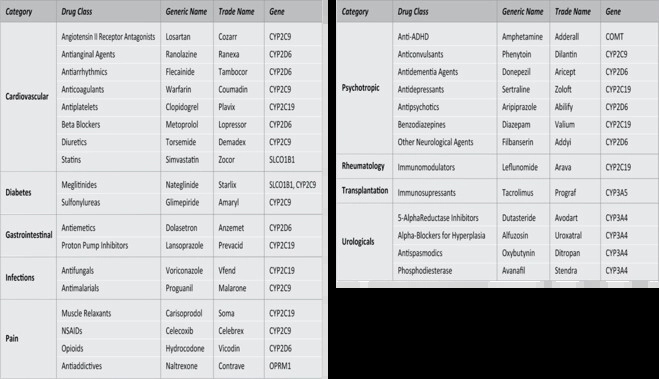 Category Drug Class Generic Name Trade Name Gene
Cardiovascular
Angiotensin II Receptor Antagonists Losartan Cozarr CYP2C9
Antianginal Agents Ranolazine Ranexa CYP2D6
Antiarrhythmics Flecainide Tambocor CYP2D6
Anticoagulants Warfarin Coumadin CYP2C9
Antiplatelets Clopidogrel Plavix CYP2C19
Beta Blockers Metoprolol Lopressor CYP2D6
Diuretics Torsemide Demadex CYP2C9
Statins Simvastatin Zocor SLCO1B1
Diabetes
Meglitinides Nateglinide Starlix SLCO1B1, CYP2C9
Sulfonylureas Glimepiride Amaryl CYP2C9
Gastrointestinal
Antiemetics Dolasetron Anzemet CYP2D6
Proton Pump Inhibitors Lansoprazole Prevacid CYP2C19
Infections
Antifungals Voriconazole Vfend CYP2C19
Antimalarials Proguanil Malarone CYP2C9
Pain
Muscle Relaxants Carisoprodol Soma CYP2C19
NSAIDs Celecoxib Celebrex CYP2C9
Opioids Hydrocodone Vicodin CYP2D6
Antiaddictives Naltrexone Contrave OPRM1
Category Drug Class Generic Name Trade Name Gene
Psychotropic
Anti-ADHD Amphetamine Adderall COMT
Anticonvulsants Phenytoin Dilantin CYP2C9
Antidementia Agents Donepezil Aricept CYP2D6
Antidepressants Sertraline Zoloft CYP2C19
Antipsychotics Aripiprazole Abilify CYP2D6
Benzodiazepines Diazepam Valium CYP2C19
Other Neurological Agents Filbanserin Addyi CYP2D6
Rheumatology Immunomodulators Leflunomide Arava CYP2C19
Transplantation Immunosupressants Tacrolimus Prograf CYP3A5
Urologicals
5-AlphaReductase Inhibitors Dutasteride Avodart CYP3A4
Alpha-Blockers for Hyperplasia Alfuzosin Uroxatral CYP3A4
Antispasmodics Oxybutynin Ditropan CYP3A4
Phosphodiesterase Avanafil Stendra CYP3A4